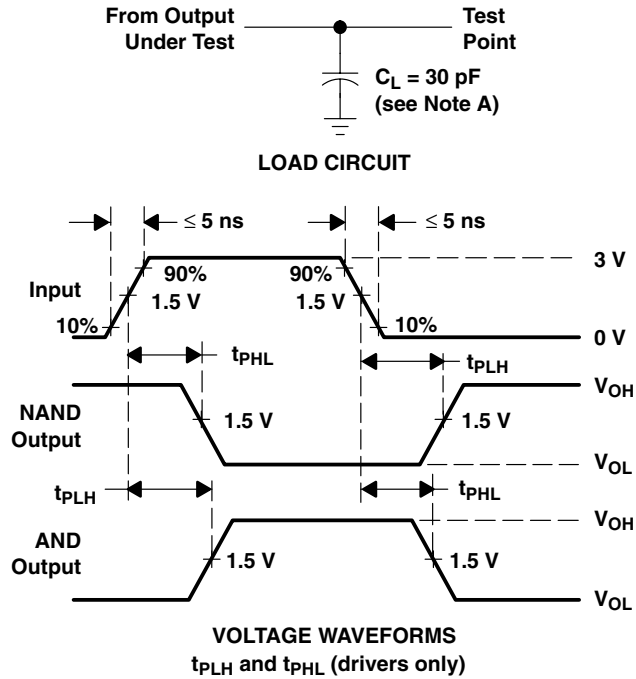 From Output
Under Test
Test
Point
C_L = 30 pF
(see Note A)
LOAD CIRCUIT
≤ 5 ns
≤ 5 ns
Input
10%
90%
1.5 V
90%
1.5 V
10%
3 V
0 V
t_PHL
t_PLH
NAND
Output
1.5 V
1.5 V
V_OH
V_OL
t_PLH
t_PHL
AND
Output
1.5 V
1.5 V
V_OH
V_OL
VOLTAGE WAVEFORMS
t_PLH and t_PHL (drivers only)